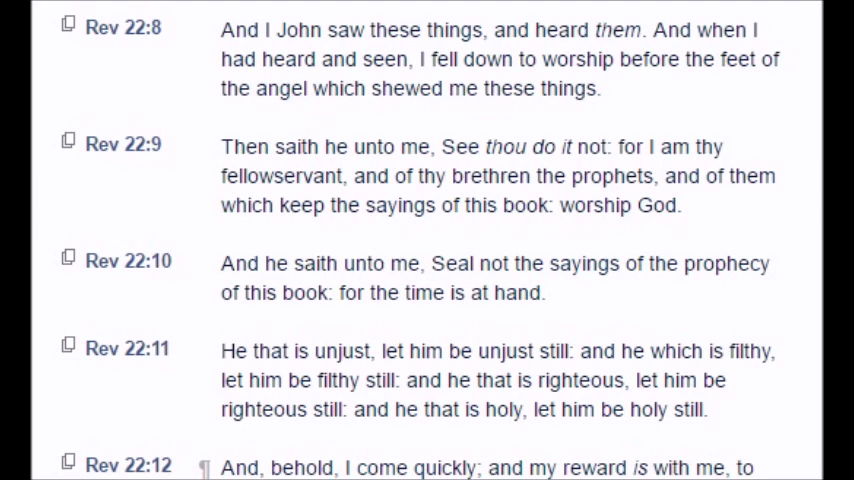 Rev 22:8 And I John saw these things, and heard them. And when I
had heard and seen, I fell down to worship before the feet of
the angel which shewed me these things.
Rev 22:9 Then saith he unto me, See thou do it not: for I am thy
fellowservant, and of thy brethren the prophets, and of them
which keep the sayings of this book: worship God.
Rev 22:10 And he saith unto me, Seal not the sayings of the prophecy
of this book: for the time is at hand.
Rev 22:11 He that is unjust, let him be unjust still: and he which is filthy,
let him be filthy still: and he that is righteous, let him be
righteous still: and he that is holy, let him be holy still.
Rev 22:12 ¶ And, behold, I come quickly; and my reward is with me, to